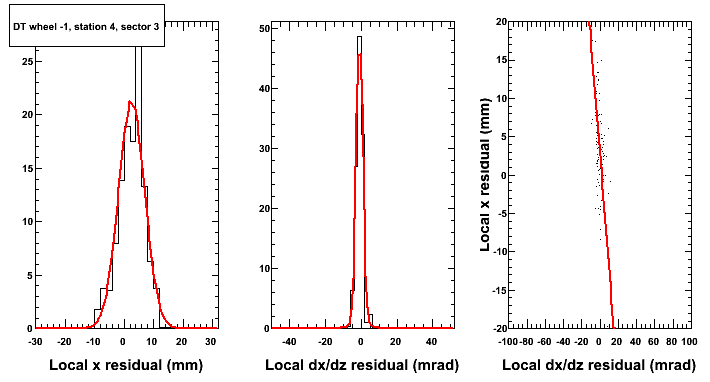 DT wheel -1, station 4, sector 3
25
20
15
10
5
0
-30 -20 -10 0 10 20 30
Local x residual (mm)
50
40
30
20
10
0
-40 -20 0 20 40
Local dx/dz residual (mrad)
Local x residual (mm)
20
15
10
5
0
-5
-10
-15
-20
-100 -80 -60 -40 -20 0 20 40 60 80 100
Local dx/dz residual (mrad)